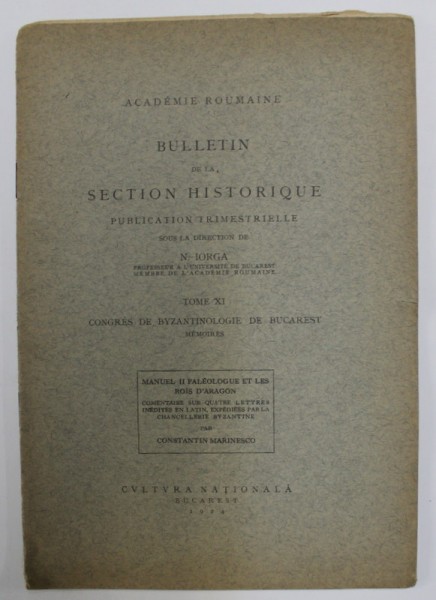 ACADÉMIE ROUMAINE
BULLETIN
DE LA
SECTION HISTORIQUE
PUBLICATION TRIMESTRIELLE
SOUS LA DIRECTION DE
N. IORGA
PROFESSEUR À L'UNIVERSITÉ DE BUCAREST
MEMBRE DE L'ACADÉMIE ROUMAINE
TOME XI
CONGRÈS DE BYZANTINOLOGIE DE BUCAREST
MÉMOIRES
MANUEL II PALÉOLOGUE ET LES
ROIS D'ARAGON
COMENTAIRE SUR QUATRE LETTRES
INÉDITES EN LATIN, EXPÉDIÉES PAR LA
CHANCELLERIE BYZANTINE
PAR
CONSTANTIN MARINESCO
CVLTVRA NAȚIONALĂ
BUCAREST
1924